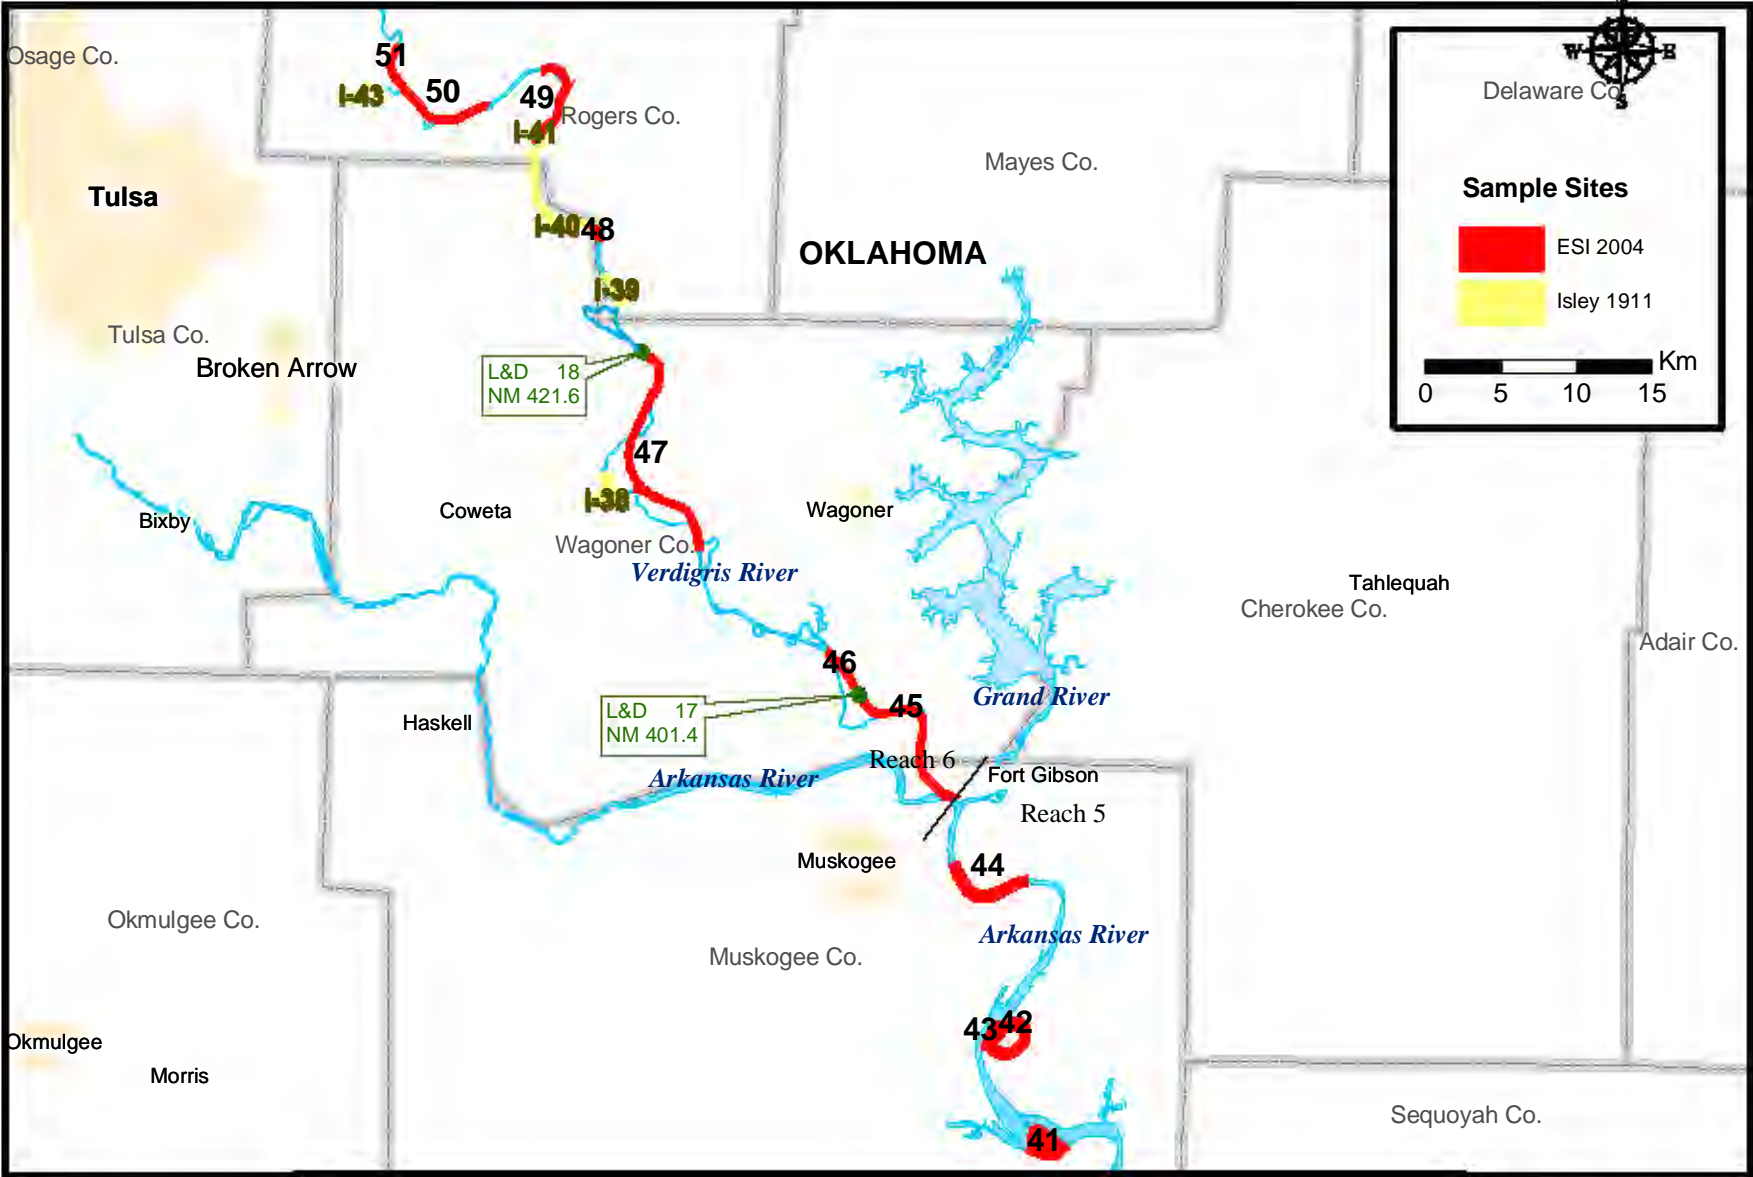 Osage Co.
51
I-43
50
49
I-41
Rogers Co.
Mayes Co.
Delaware Co.
W
E
S
Tulsa
I-40
48
OKLAHOMA
I-39
Sample Sites
ESI 2004
Isley 1911
Km
0 5 10 15
Tulsa Co.
Broken Arrow
L&D 18
NM 421.6
47
I-38
Bixby
Coweta
Wagoner
Wagoner Co.
Verdigris River
Tahlequah
Cherokee Co.
Adair Co.
46
L&D 17
NM 401.4
45
Grand River
Haskell
Reach 6
Arkansas River
Fort Gibson
Reach 5
Muskogee
44
Okmulgee Co.
Arkansas River
Muskogee Co.
43
42
Okmulgee
Morris
Sequoyah Co.
41